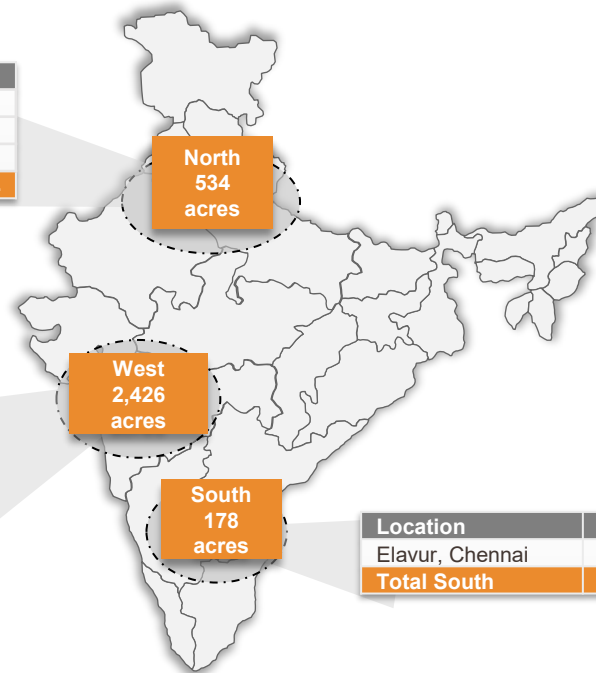 North
534
acres
West
2,426
acres
South
178
acres
Location
Elavur, Chennai
Total South